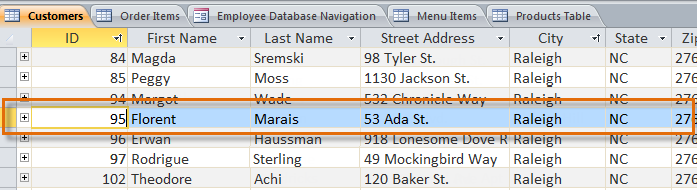 Customers Order Items Employee Database Navigation Menu Items Products Table
ID First Name Last Name Street Address City State
84 Magda Sremski 98 Tyler St. Raleigh NC 276
85 Peggy Moss 1130 Jackson St. Raleigh NC 276
94 Margot Wade 532 Chronicle Way Raleigh NC 276
95 Florent Marais 53 Ada St. Raleigh NC 276
96 Erwan Haussman 918 Lonesome Dove R Raleigh NC 276
97 Rodrigue Sterling 49 Mockingbird Way Raleigh NC 276
102 Theodore Achi 120 Baker St. Raleigh NC 276